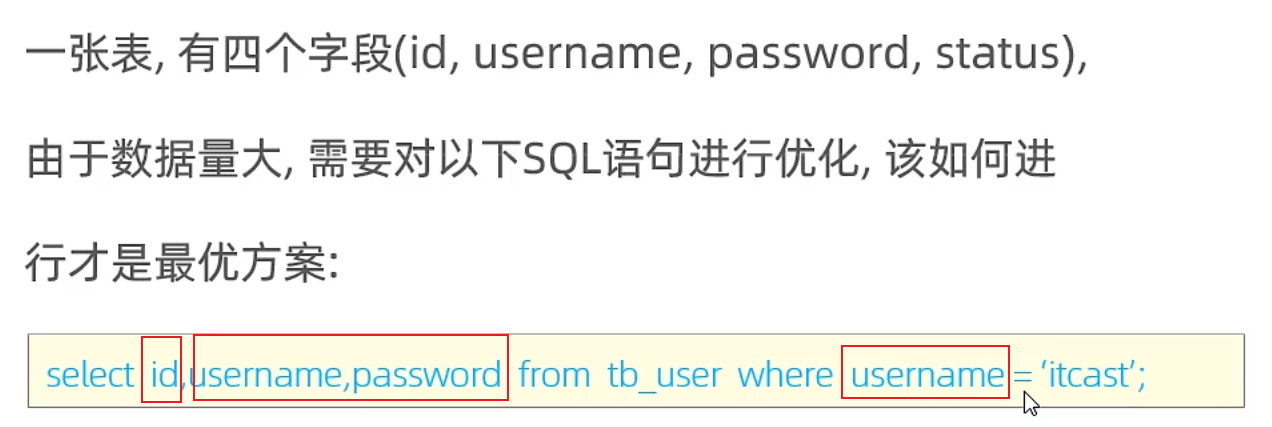 一张表, 有四个字段(id, username, password, status),
由于数据量大, 需要对以下SQL语句进行优化, 该如何进
行才是最优方案:
select id,username,password from tb_user where username = ‘itcast’;